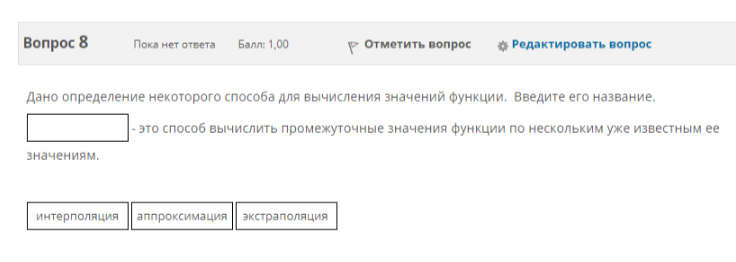 Вопрос 8 Пока нет ответа Балл: 1,00 Отметить вопрос Редактировать вопрос
Дано определение некоторого способа для вычисления значений функции. Введите его название.
- это способ вычислить промежуточные значения функции по нескольким уже известным ее
значениям.
интерполяция аппроксимация экстраполяция